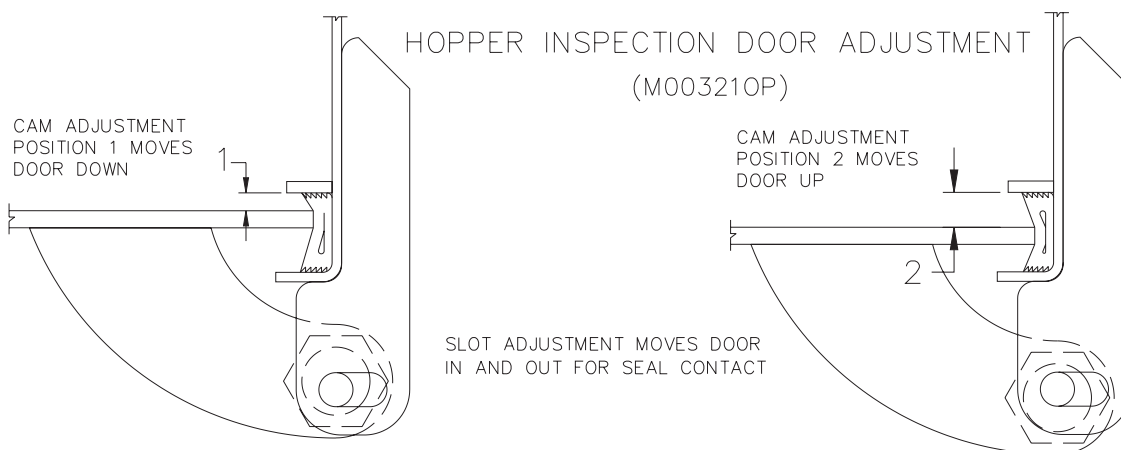 HOPPER INSPECTION DOOR ADJUSTMENT
(M003210P)
CAM ADJUSTMENT
POSITION 1 MOVES
DOOR DOWN
1
CAM ADJUSTMENT
POSITION 2 MOVES
DOOR UP
2
SLOT ADJUSTMENT MOVES DOOR
IN AND OUT FOR SEAL CONTACT